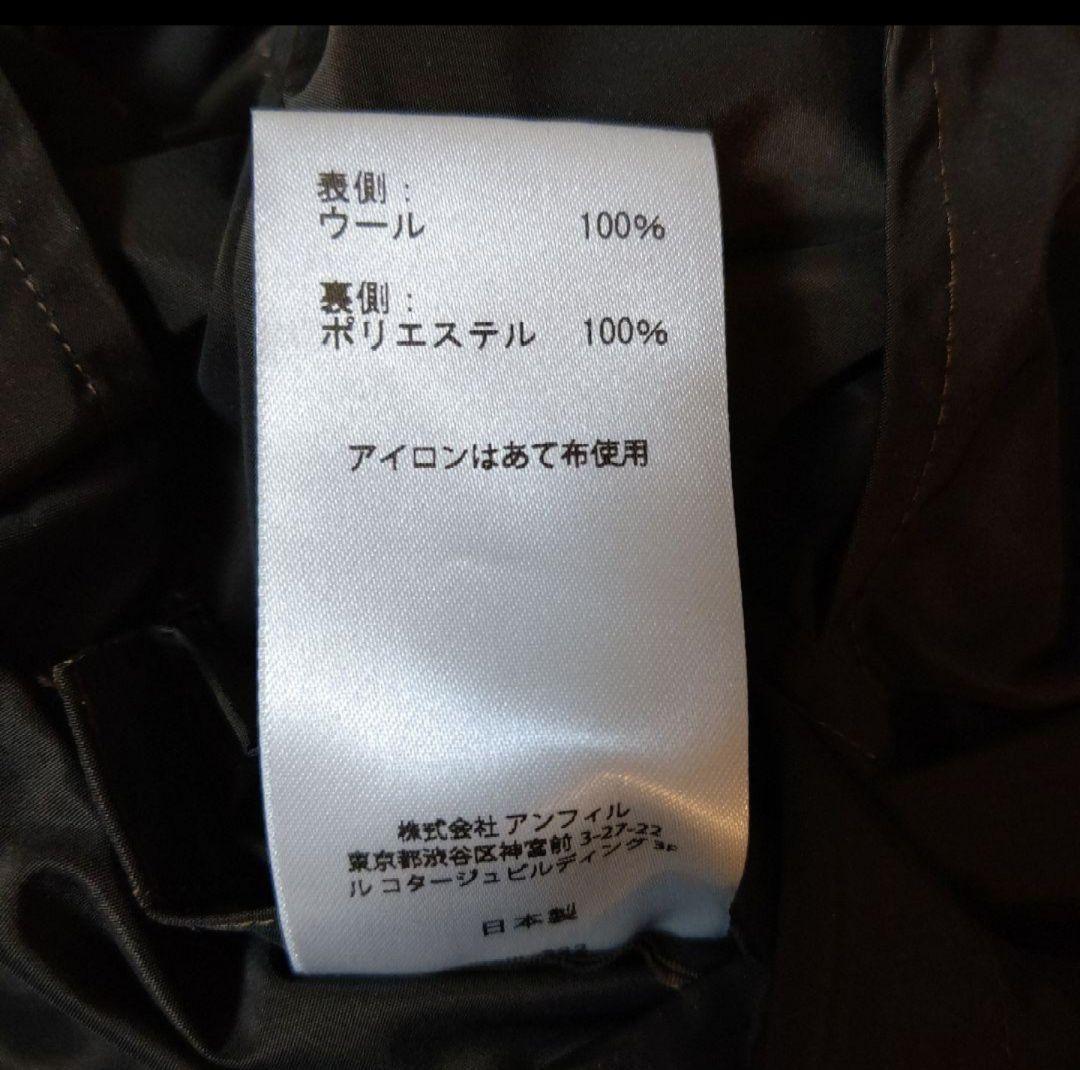 表側：
ウール 100%
裏側：
ポリエステル 100%
アイロンはあて布使用
株式会社 アンフィル
東京都渋谷区神宮前 3-27-22
ル コタージュビルディング
日本製